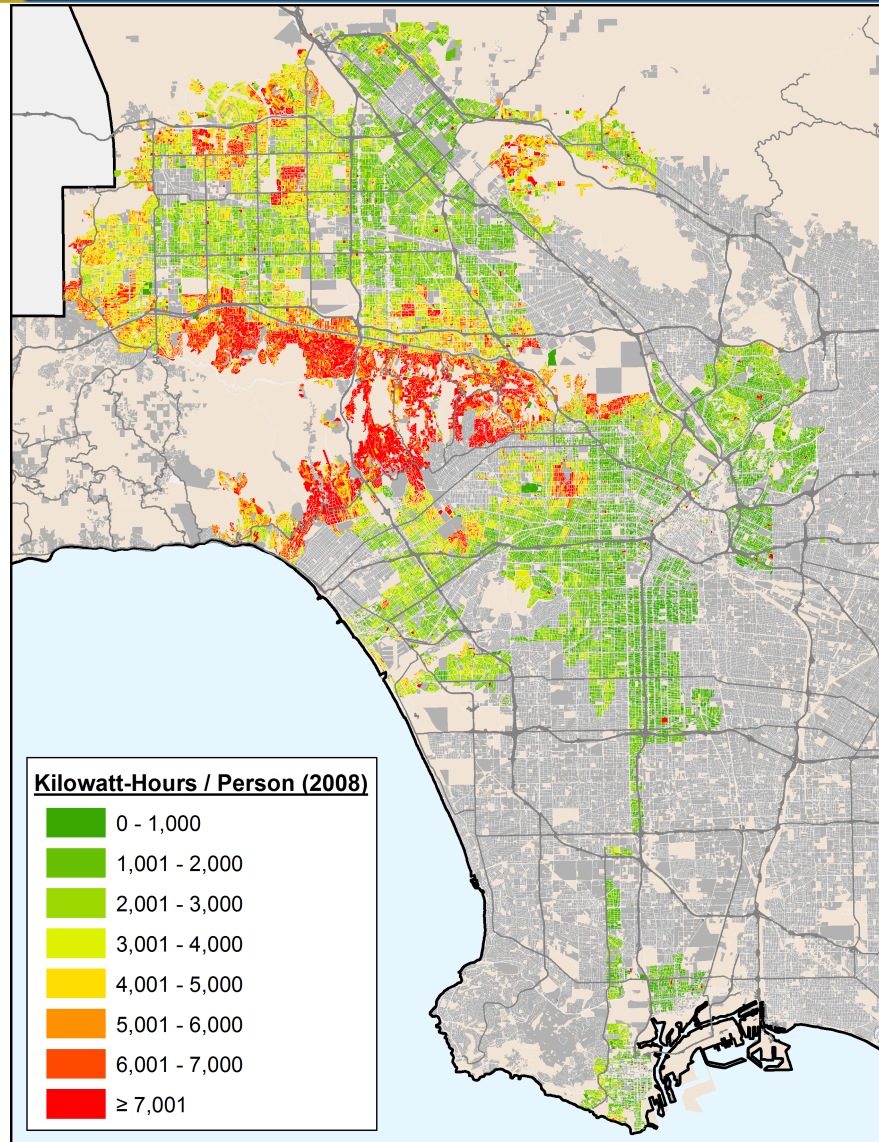 Kilowatt-Hours / Person (2008)
0 - 1,000
1,001 - 2,000
2,001 - 3,000
3,001 - 4,000
4,001 - 5,000
5,001 - 6,000
6,001 - 7,000
≥ 7,001